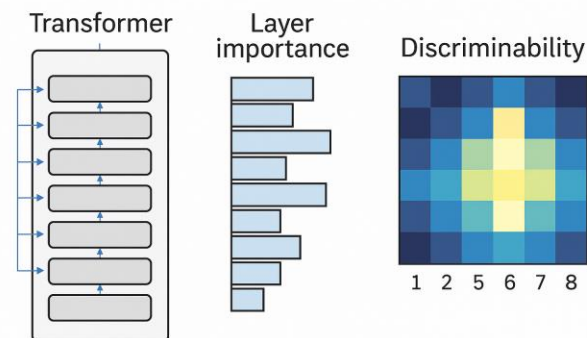 Transformer
Layer
importance
Discriminability
1 2 5 6 7 8